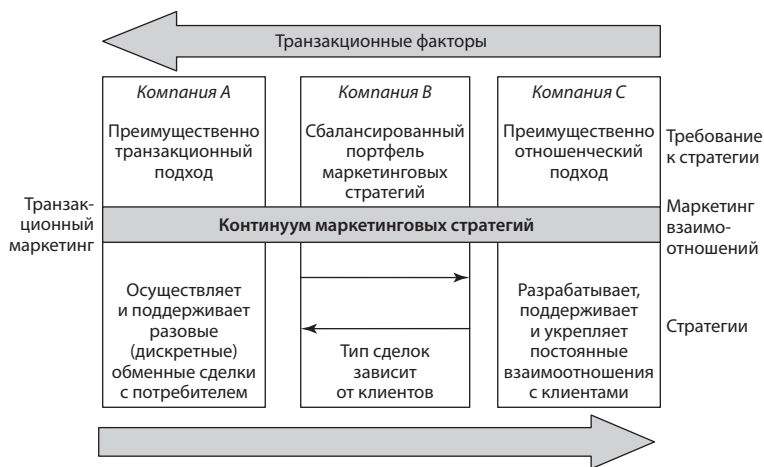 Транзакционные факторы
Компания A
Преимущественно
транзакционный
подход
Компания B
Сбалансированный
портфель
маркетинговых
стратегий
Компания C
Преимущественно
отношенческий
подход
Требование
к стратегии
Транзак-
ционный
маркетинг
Континуум маркетинговых стратегий
Маркетинг
взаимо-
отношений
Осуществляет
и поддерживает
разовые
(дискретные)
обменные сделки
с потребителем
Тип сделок
зависит
от клиентов
Разрабатывает,
поддерживает
и укрепляет
постоянные
взаимоотношения
с клиентами
Стратегии